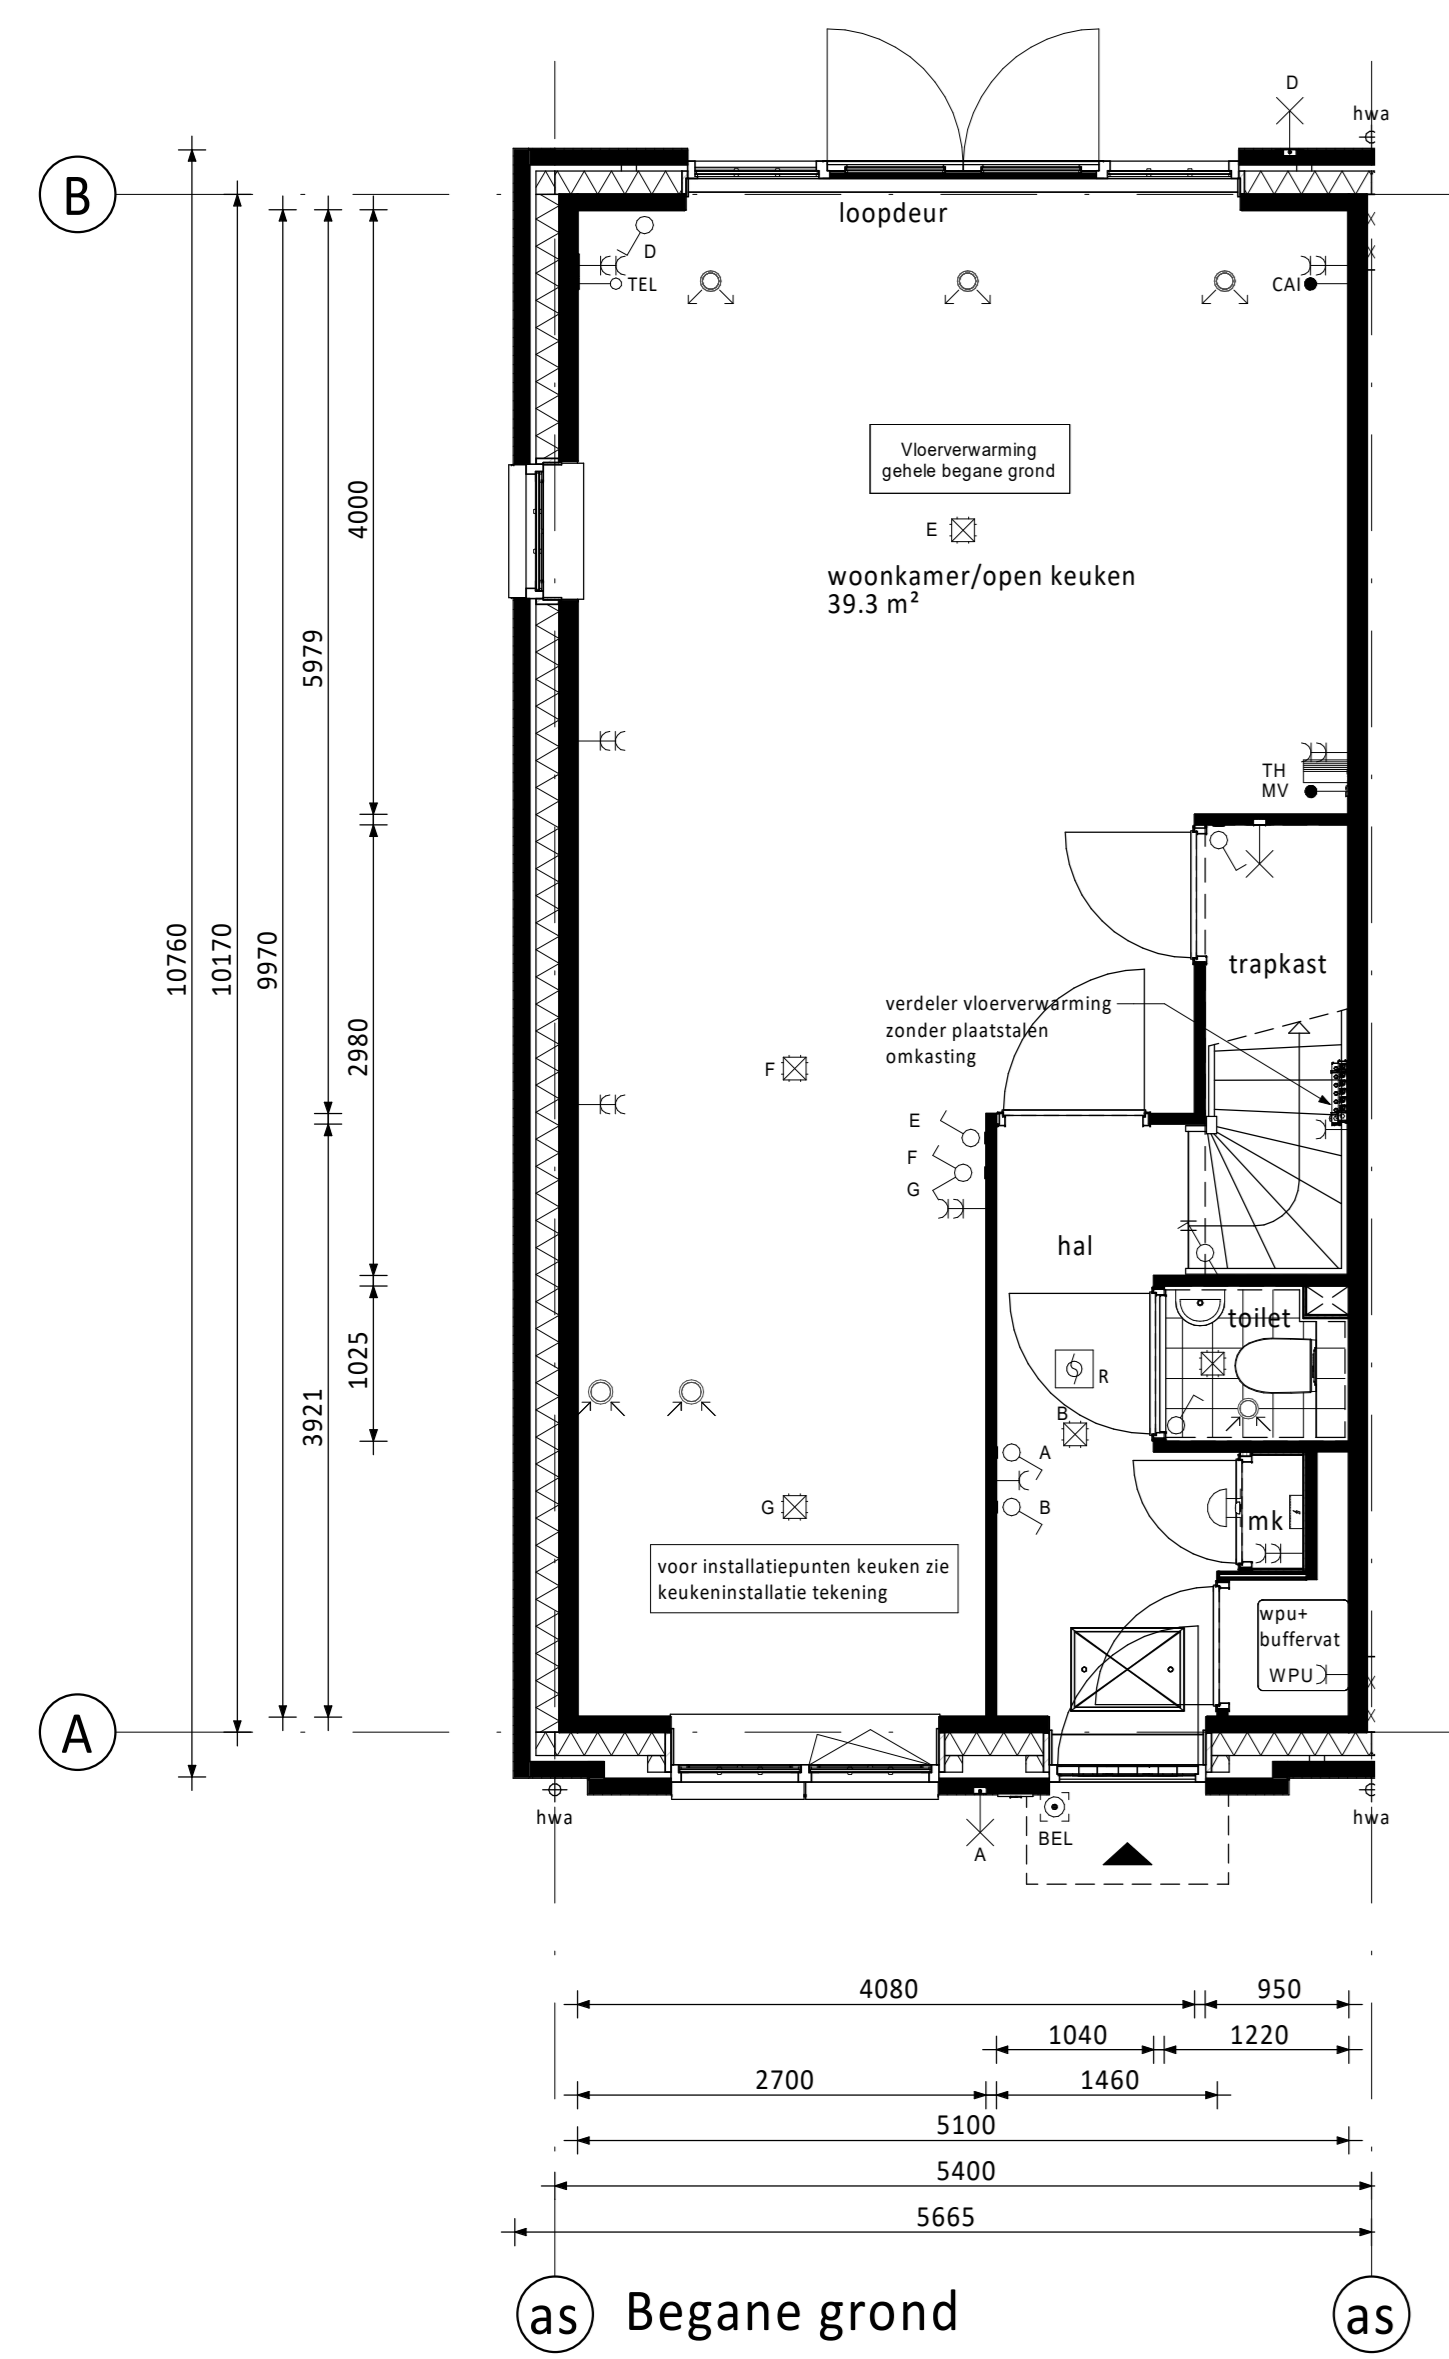 D
hwa
B
loopdeur
D
TEL
CAI
Vloerverwarming
gehele begane grond
E
woonkamer/open keuken
39.3 m²
4000
5979
TH
MV
10760
10170
9970
trapkast
verdeler vloerverwarming
zonder plaatstalen
omkasting
2980
F
E
F
G
hal
toilet
1025
R
3921
B
A
G
B
mk
voor installatiepunten keuken zie
keukeninstallatie tekening
wpu+
buffervat
WPU
A
hwa
hwa
BEL
A
4080
950
1040
1220
2700
1460
5100
5400
5665
as
Begane grond
as